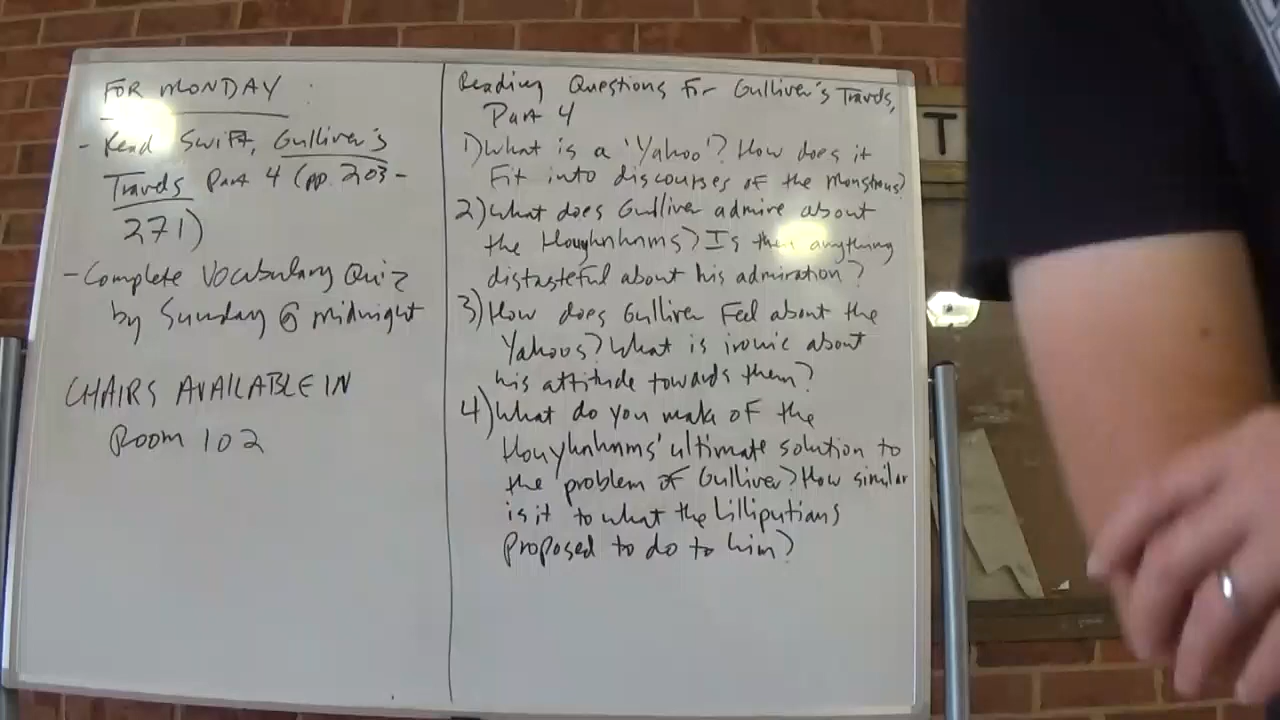 FOR MONDAY:
- Read Swift, Gulliver's
Travels Part 4 (pp. 203-
271)
- Complete Vocabulary Quiz
by Sunday @ midnight
CHAIRS AVAILABLE IN
Room 102
Reading Questions For Gulliver's Travels,
Part 4
1) What is a 'Yahoo'? How does it
Fit into discourses of the monstrous?
2) What does Gulliver admire about
the Houyhnhnms? Is there anything
distasteful about his admiration?
3) How does Gulliver Feel about the
Yahoos? What is ironic about
his attitude towards them?
4) What do you make of the
Houyhnhnms' ultimate solution to
the problem of Gulliver? How similar
is it to what the Lilliputians
proposed to do to him?
T